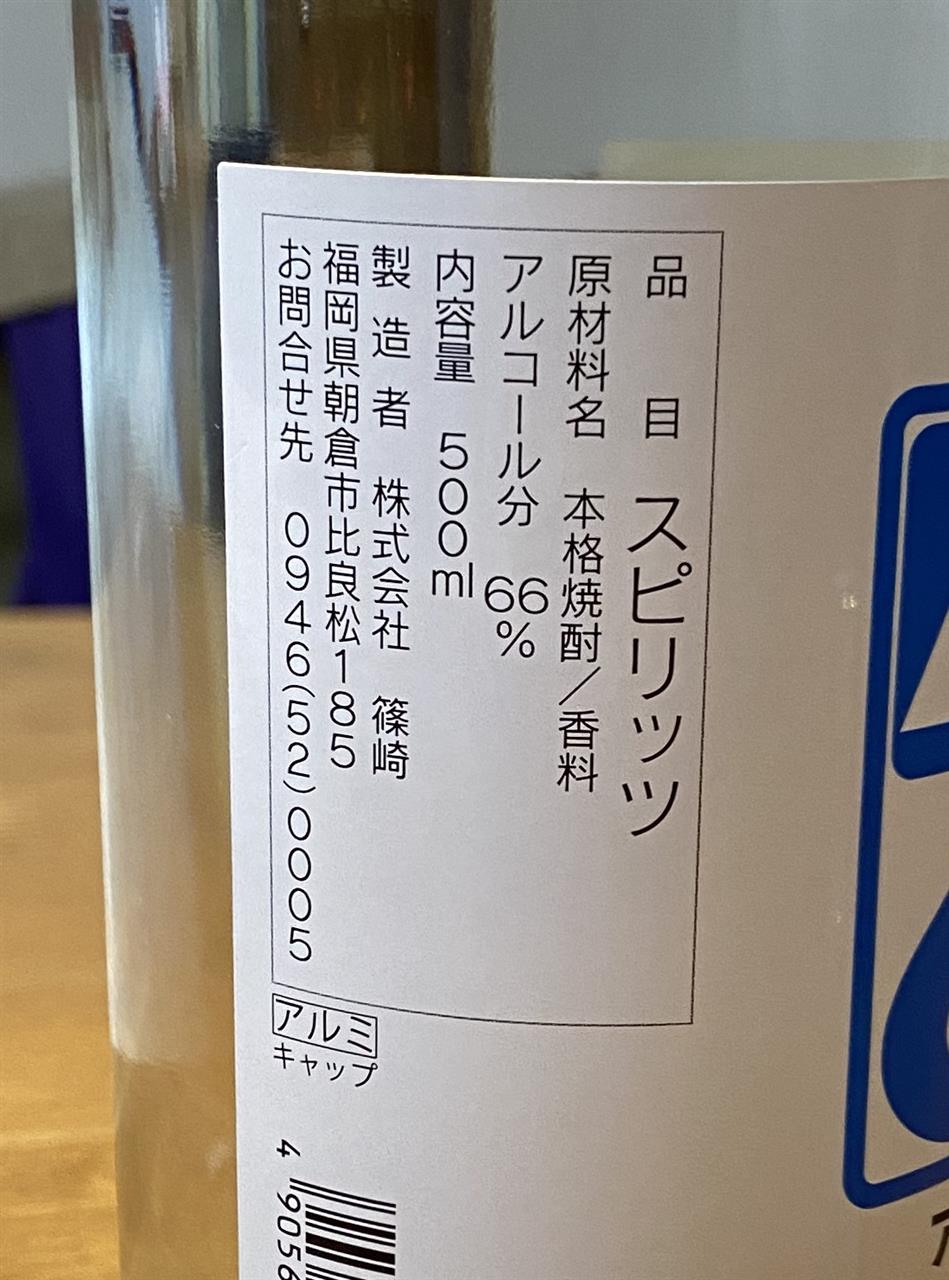 品目 スピリッツ
原材料名 本格焼酎/香料
アルコール分 66%
内容量 500ml
製造者 株式会社 篠崎
福岡県朝倉市比良松185
お問合せ先 0946(52)0005
アルミ
キャップ
4 9056